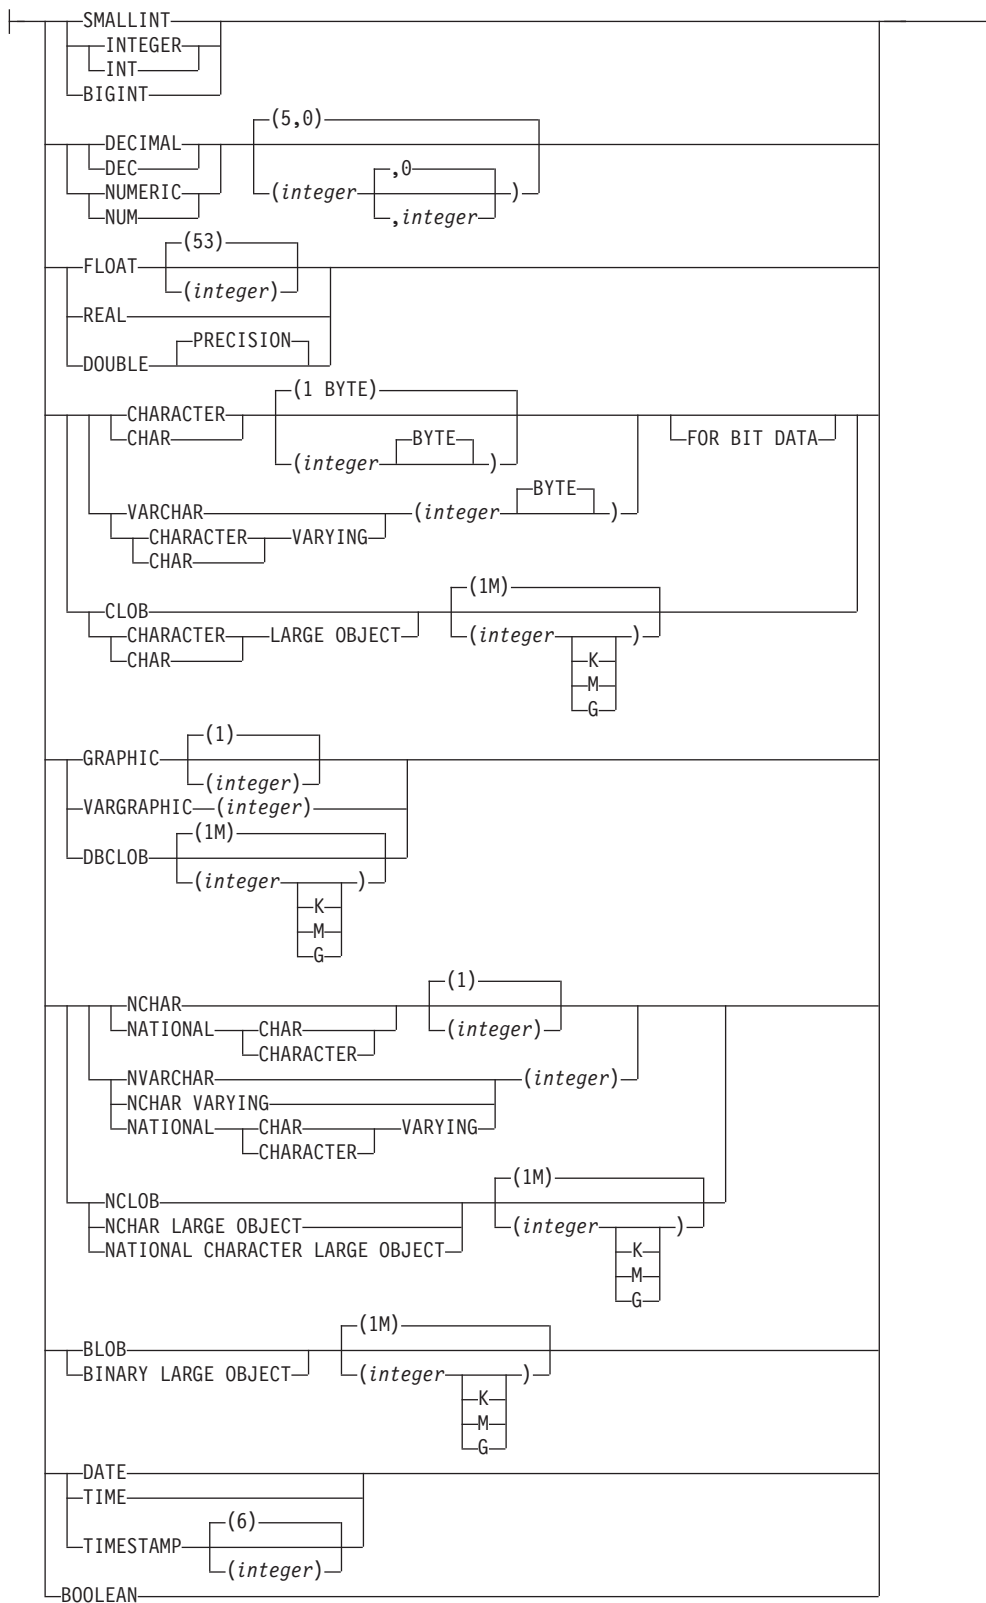 SMALLINT
INTEGER
INT
BIGINT
(5,0)
DECIMAL
DEC
,0
NUMERIC (integer )
NUM ,integer
(53)
FLOAT
(integer)
REAL
PRECISION
DOUBLE
(1 BYTE)
CHARACTER
CHAR BYTE FOR BIT DATA
(integer )
BYTE
VARCHAR (integer )
CHARACTER VARYING
CHAR
(1M)
CLOB
CHARACTER LARGE OBJECT (integer )
CHAR K
M
G
(1)
GRAPHIC
(integer)
VARGRAPHIC (integer)
(1M)
DBCLOB
(integer )
K
M
G
(1)
NCHAR
NATIONAL CHAR (integer)
CHARACTER
NVARCHAR (integer)
NCHAR VARYING
NATIONAL CHAR VARYING
CHARACTER
(1M)
NCLOB
NCHAR LARGE OBJECT (integer )
NATIONAL CHARACTER LARGE OBJECT K
M
G
(1M)
BLOB
BINARY LARGE OBJECT (integer )
K
M
G
DATE
TIME
(6)
TIMESTAMP
(integer)
BOOLEAN